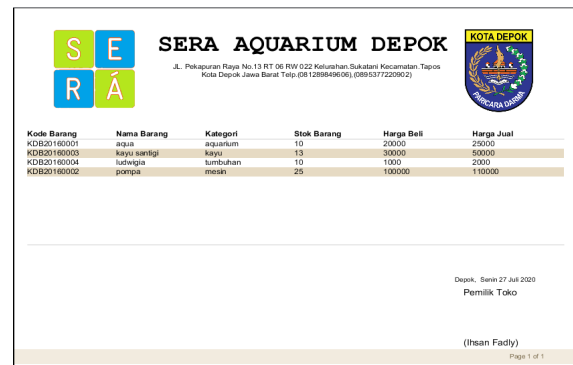 S E
R Á
SERA AQUARIUM DEPOK
JL. Pekapuran Raya No.13 RT 06 RW 022 Kelurahan.Sukatani Kecamatan.Tapos
Kota Depok Jawa Barat Telp.(081289849606),(0895377220902)
KOTA DEPOK
PARICARA DARMA
Kode Barang Nama Barang Kategori Stok Barang Harga Beli Harga Jual
KDB20160001 aqua aquarium 10 20000 25000
KDB20160003 kayu santigi kayu 13 30000 50000
KDB20160004 ludwigia tumbuhan 10 1000 2000
KDB20160002 pompa mesin 25 100000 110000
Depok, Senin 27 Juli 2020
Pemilik Toko
(Ihsan Fadly)
Page 1 of 1